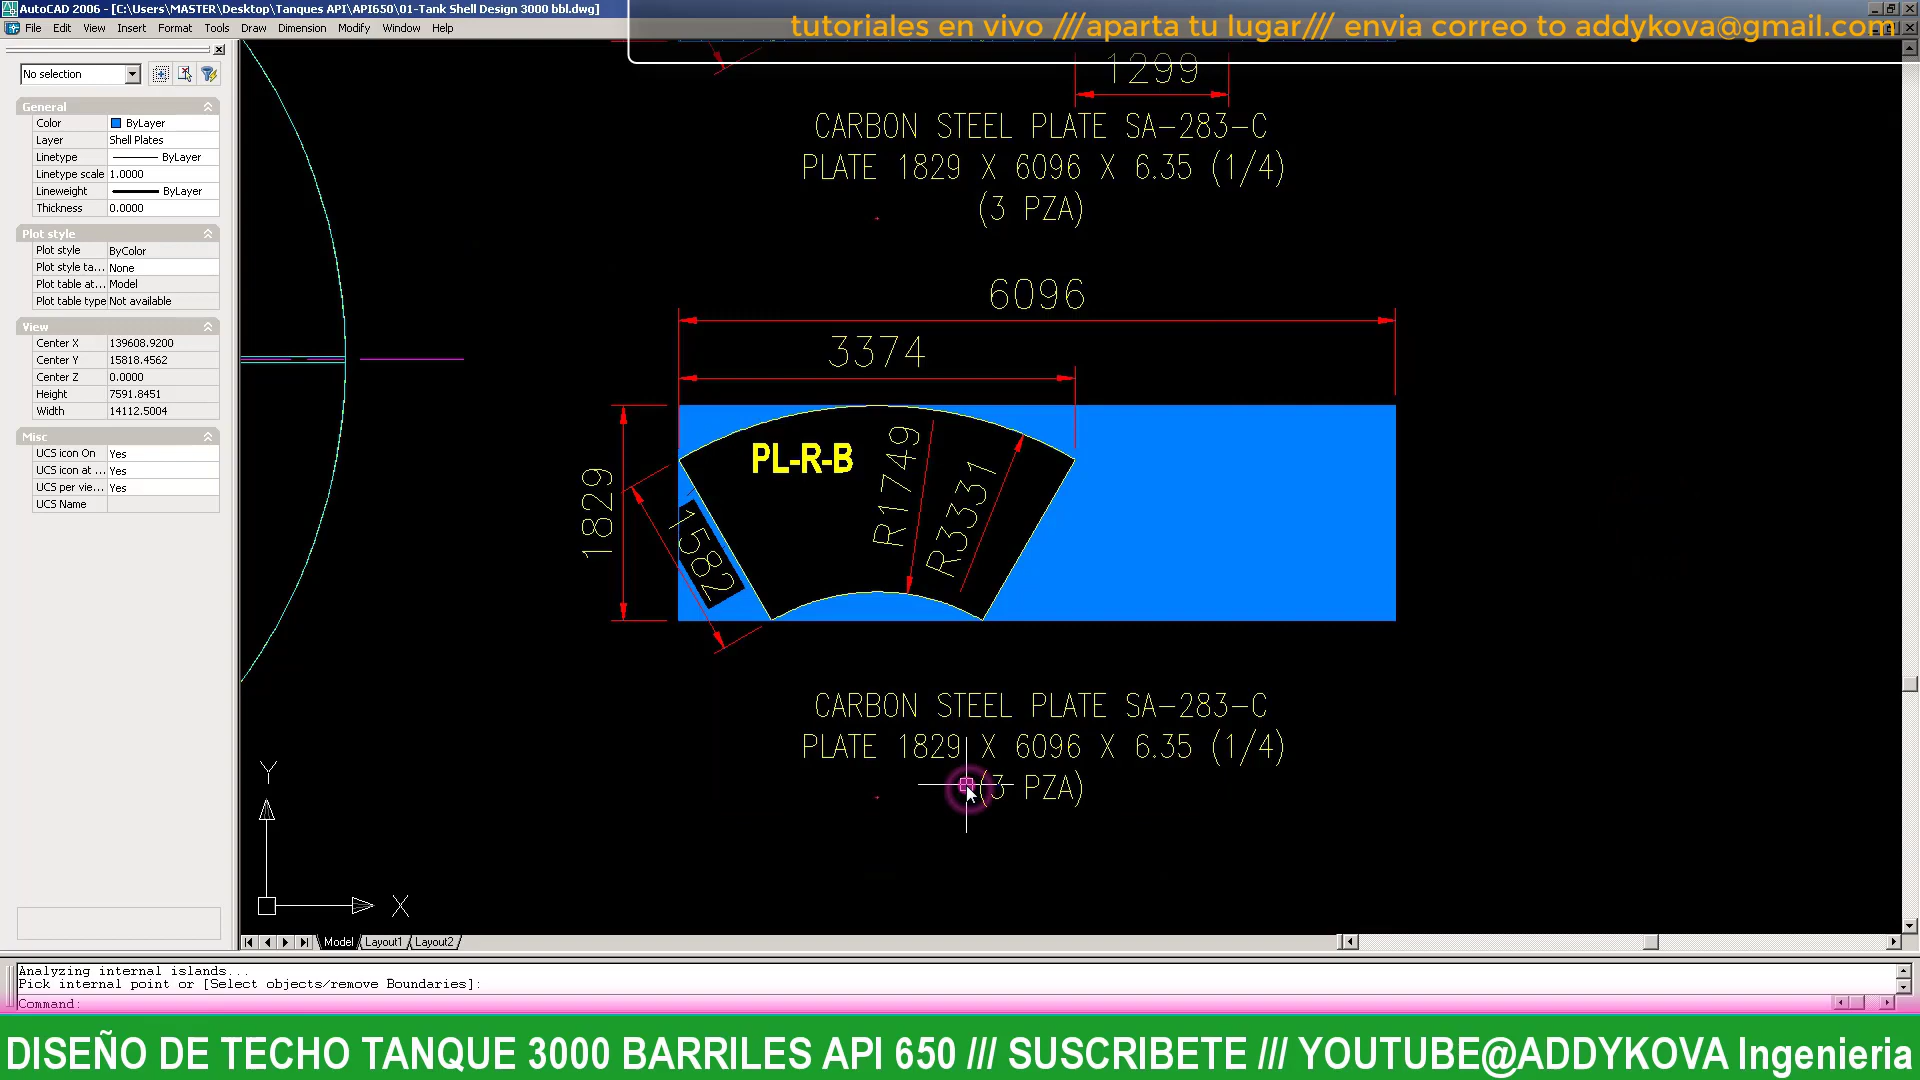 AutoCAD 2006 - [C:\Users\MASTER\Desktop\Tanques API\API650\01-Tank Shell Design 3000 bbl.dwg]
tutoriales en vivo ///aparta tu lugar/// envia correo to addykova@gmail.com
File Edit View Insert Format Tools Draw Dimension Modify Window Help
No selection
General
Color ByLayer
Layer Shell Plates
Linetype ByLayer
Linetype scale 1.0000
Lineweight ByLayer
Thickness 0.0000
Plot style
Plot style ByColor
Plot style ta... None
Plot table at... Model
Plot table type Not available
View
Center X 139608.9200
Center Y 15818.4562
Center Z 0.0000
Height 7591.8451
Width 14112.5004
Misc
UCS icon On Yes
UCS icon at ... Yes
UCS per vie... Yes
UCS Name
1299
CARBON STEEL PLATE SA-283-C
PLATE 1829 X 6096 X 6.35 (1/4)
(3 PZA)
6096
3374
1829
PL-R-B
R1749
R3331
1582
CARBON STEEL PLATE SA-283-C
PLATE 1829 X 6096 X 6.35 (1/4)
(3 PZA)
Y
X
Model Layout1 Layout2
Analyzing internal islands...
Pick internal point or [Select objects/remove Boundaries]:
Command:
DISEÑO DE TECHO TANQUE 3000 BARRILES API 650 /// SUSCRIBETE /// YOUTUBE@ADDYKOVA Ingenieria